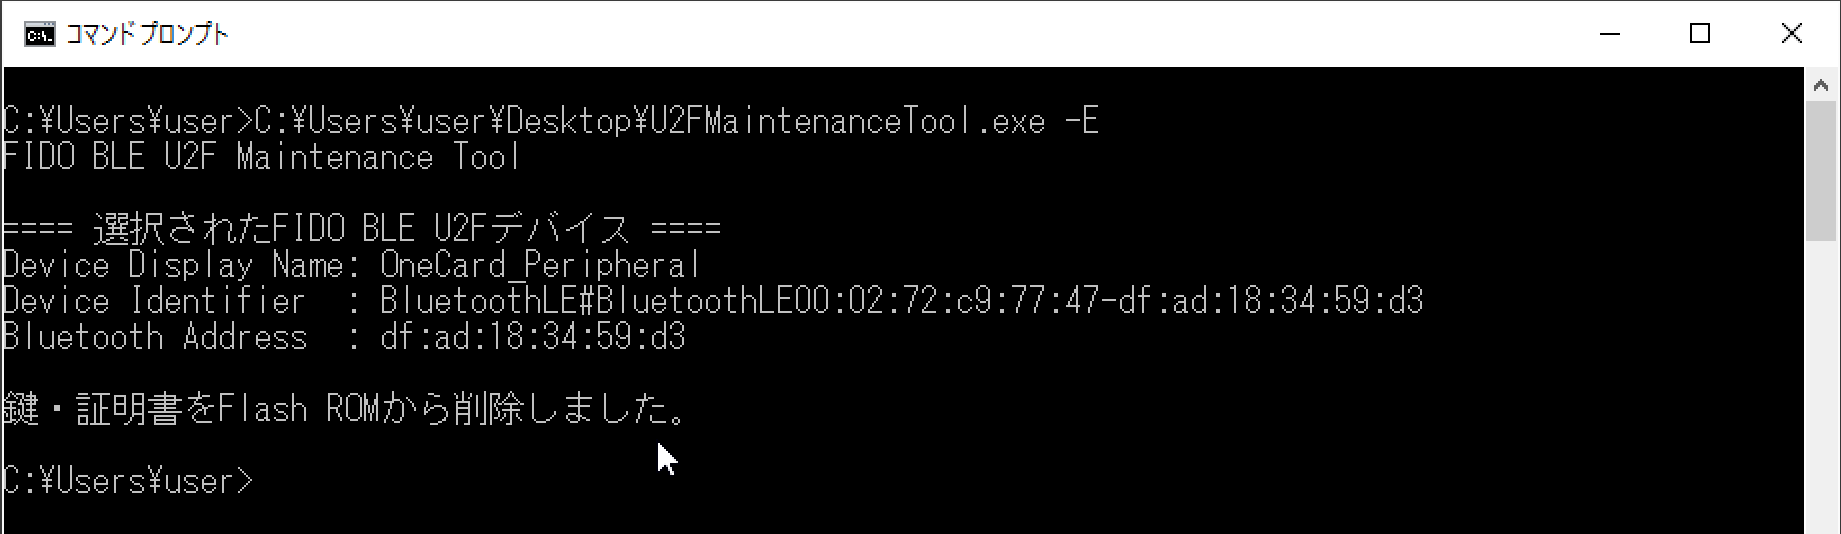 コマンド プロンプト
C:¥Users¥user>C:¥Users¥user¥Desktop¥U2FMaintenanceTool.exe -E
FIDO BLE U2F Maintenance Tool
==== 選択されたFIDO BLE U2Fデバイス ====
Device Display Name: OneCard_Peripheral
Device Identifier  : BluetoothLE#BluetoothLE00:02:72:c9:77:47-df:ad:18:34:59:d3
Bluetooth Address  : df:ad:18:34:59:d3
鍵・証明書をFlash ROMから削除しました。
C:¥Users¥user>